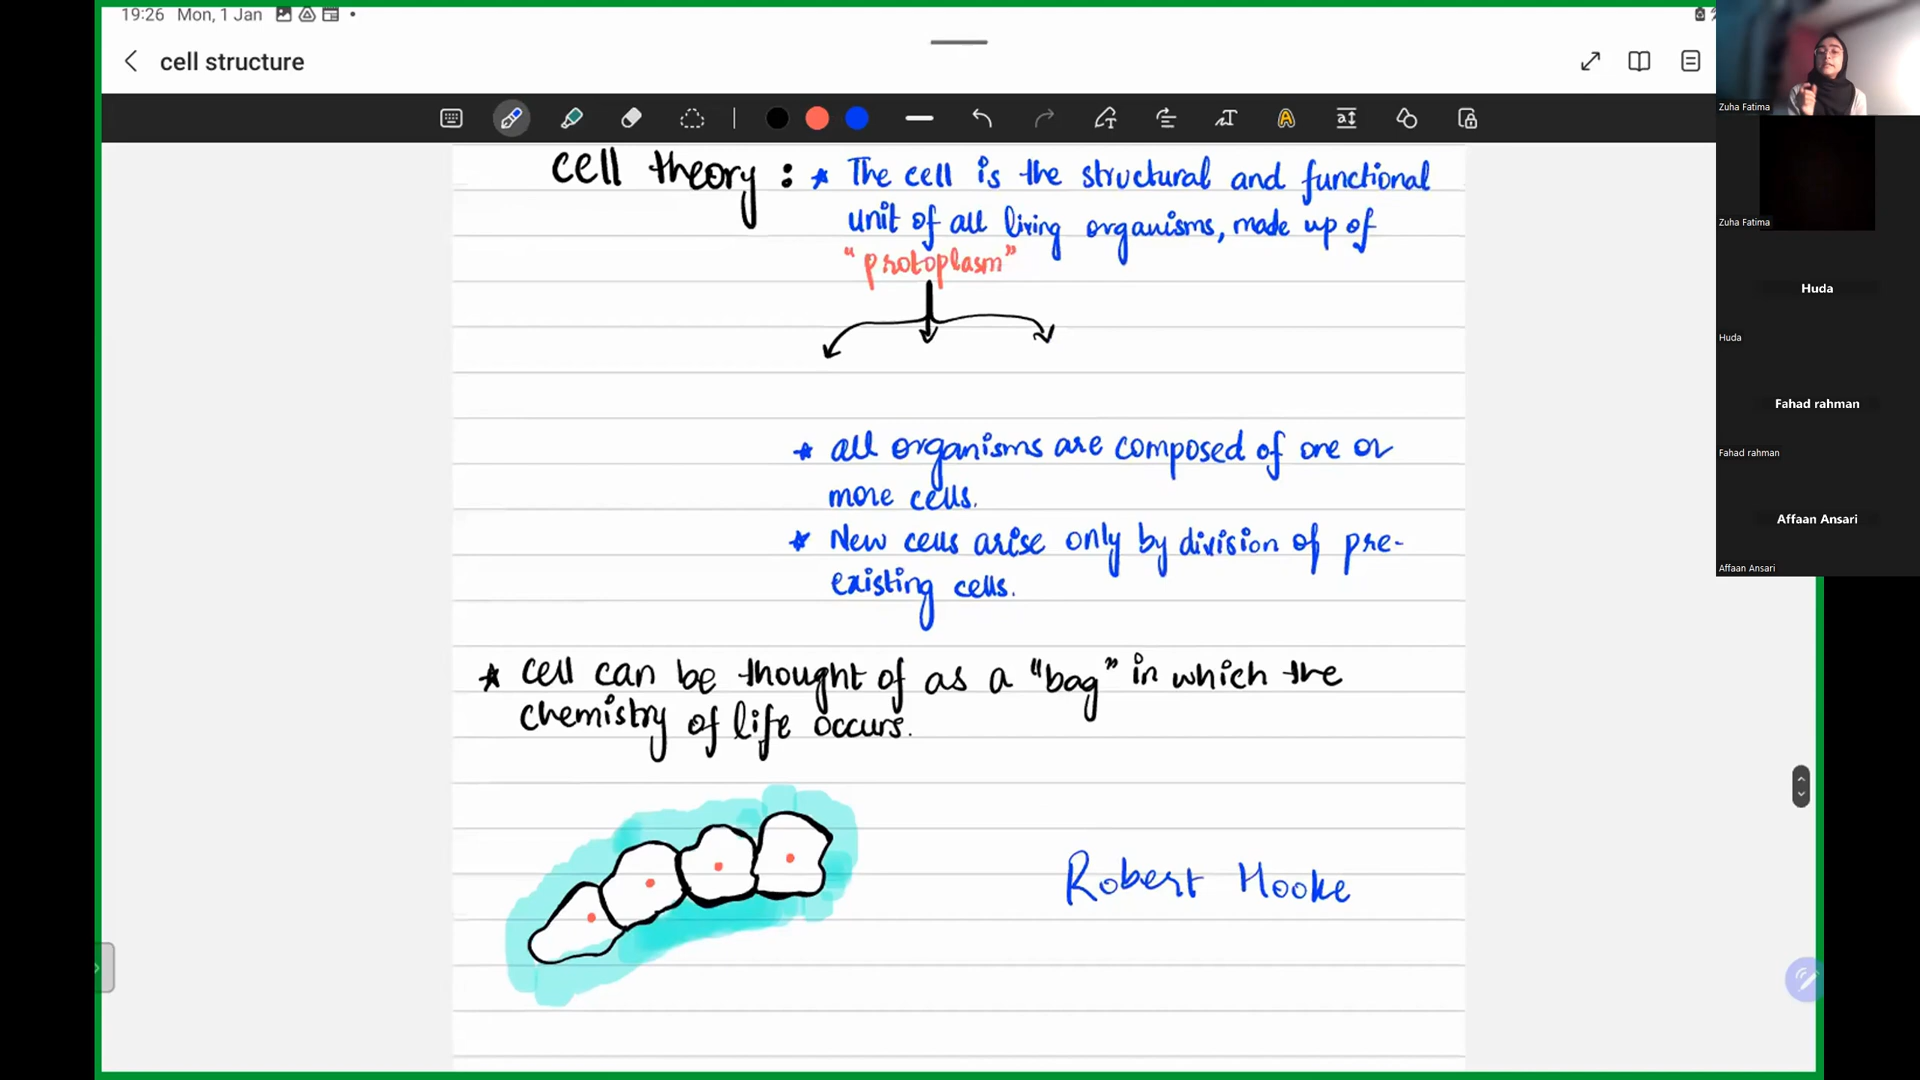 19:26 Mon, 1 Jan
cell structure
cell theory : * The cell is the structural and functional
unit of all living organisms, made up of
"protoplasm"
* all organisms are composed of one or
more cells.
* New cells arise only by division of pre-
existing cells.
* cell can be thought of as a "bag" in which the
chemistry of life occurs.
Robert Hooke
Zuha Fatima
Zuha Fatima
Huda
Huda
Fahad rahman
Fahad rahman
Affaan Ansari
Affaan Ansari